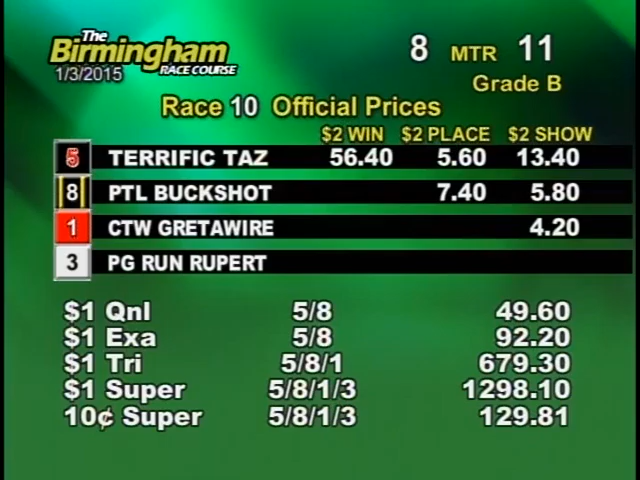 The
Birmingham
RACE COURSE
1/3/2015
8 MTR 11
Grade B
Race 10 Official Prices
$2 WIN $2 PLACE $2 SHOW
5 TERRIFIC TAZ 56.40 5.60 13.40
8 PTL BUCKSHOT 7.40 5.80
1 CTW GRETAWIRE 4.20
3 PG RUN RUPERT
$1 Qnl 5/8 49.60
$1 Exa 5/8 92.20
$1 Tri 5/8/1 679.30
$1 Super 5/8/1/3 1298.10
10¢ Super 5/8/1/3 129.81